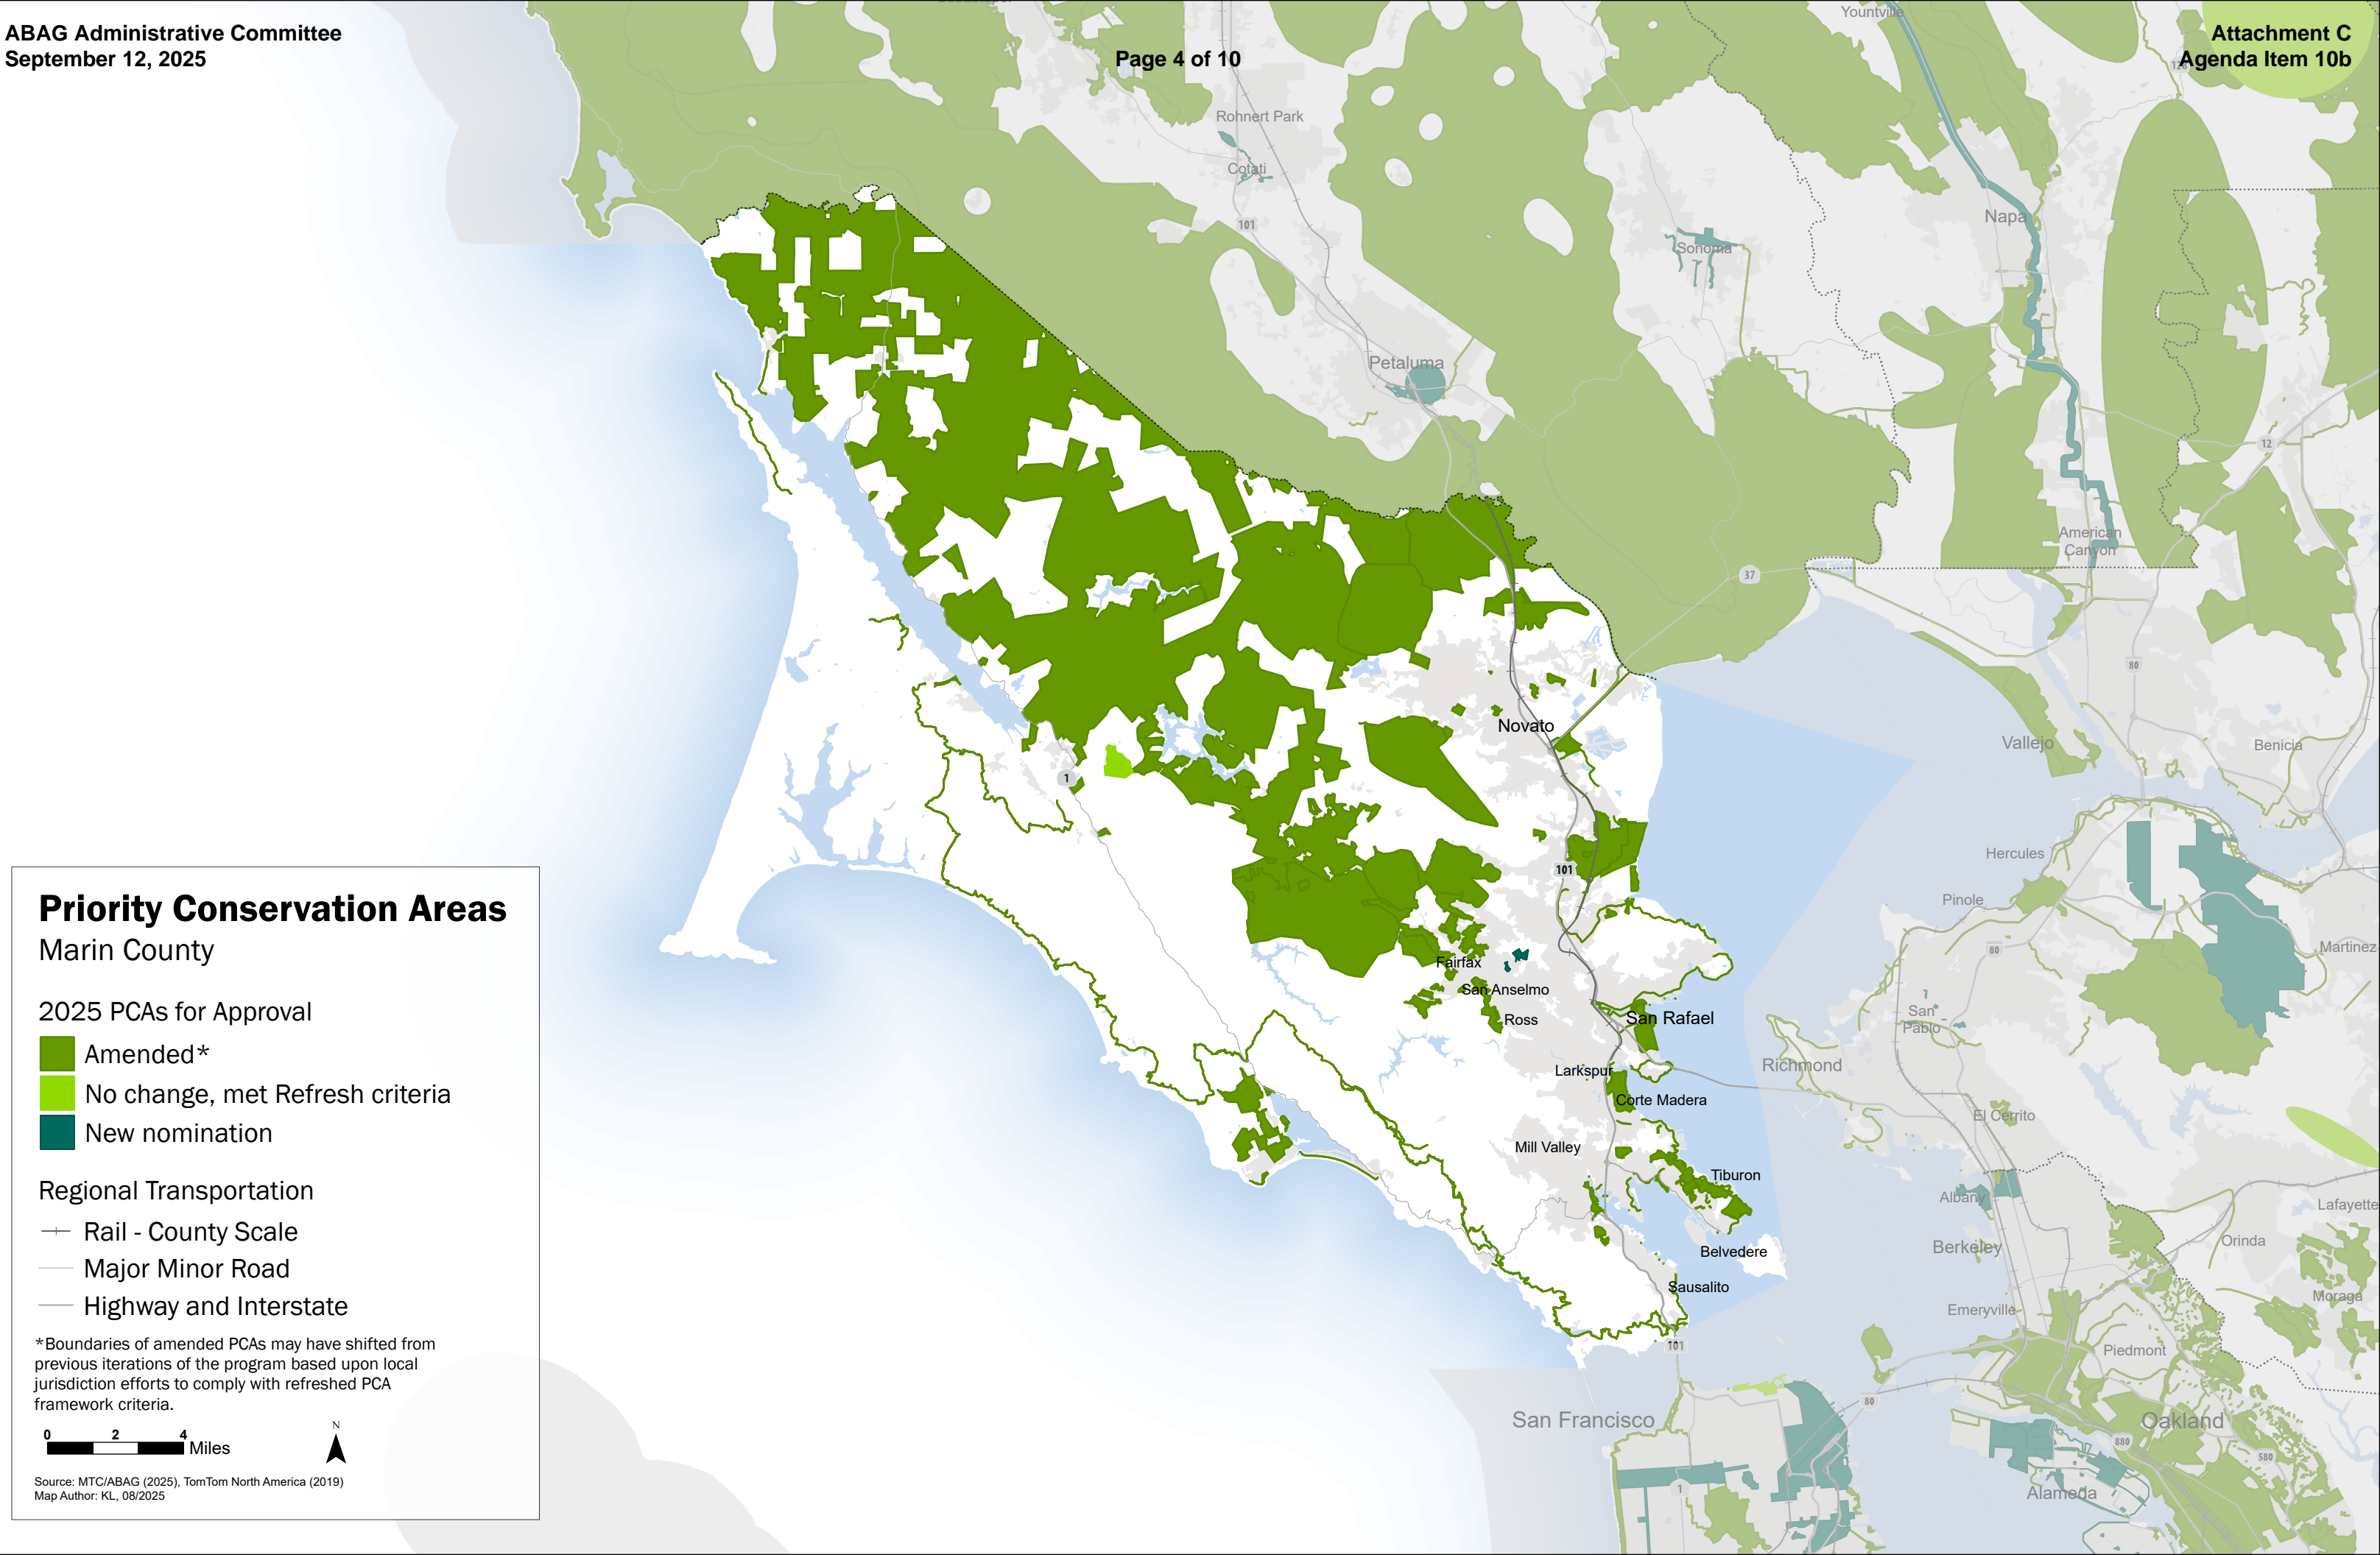 ABAG Administrative Committee
September 12, 2025
Page 4 of 10
Attachment C
Agenda Item 10b
Yountville
Rohnert Park
Cotati
101
Napa
Sonoma
Petaluma
12
American
Canyon
37
80
Novato
Vallejo
Benicia
1
Hercules
101
Pinole
80
Martinez
Fairfax
San Anselmo
Ross
San Rafael
San
Pablo
Richmond
Larkspur
Corte Madera
El Cerrito
Mill Valley
Tiburon
Albany
Lafayette
Belvedere
Berkeley
Orinda
Sausalito
Emeryville
Moraga
101
Piedmont
San Francisco
80
Oakland
880
580
1
Alameda
Priority Conservation Areas
Marin County
2025 PCAs for Approval
Amended*
No change, met Refresh criteria
New nomination
Regional Transportation
Rail - County Scale
Major Minor Road
Highway and Interstate
*Boundaries of amended PCAs may have shifted from
previous iterations of the program based upon local
jurisdiction efforts to comply with refreshed PCA
framework criteria.
N
0 2 4
Miles
Source: MTC/ABAG (2025), TomTom North America (2019)
Map Author: KL, 08/2025